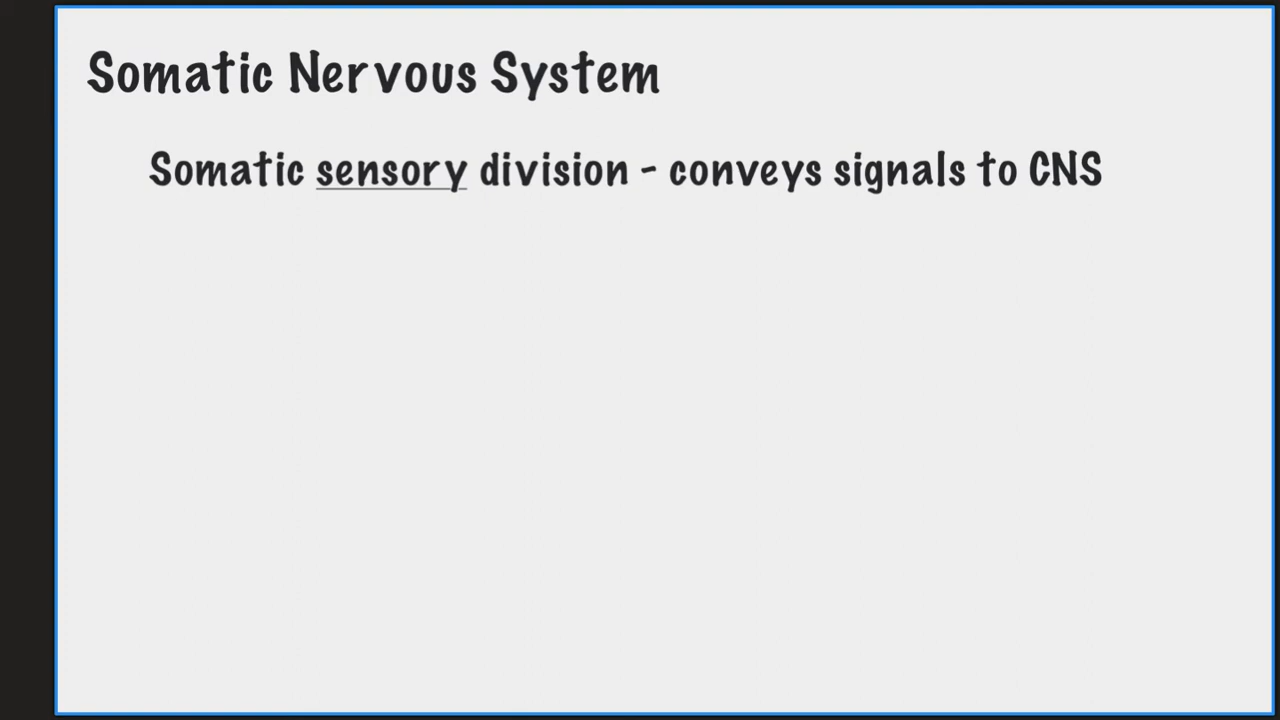 Somatic Nervous System
Somatic sensory division - conveys signals to CNS